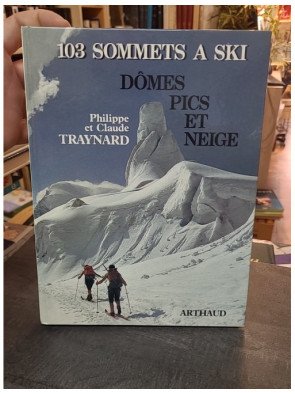 103 SOMMETS A SKI
DÔMES
PICS
ET
NEIGE
Philippe
et Claude
TRAYNARD
ARTHAUD